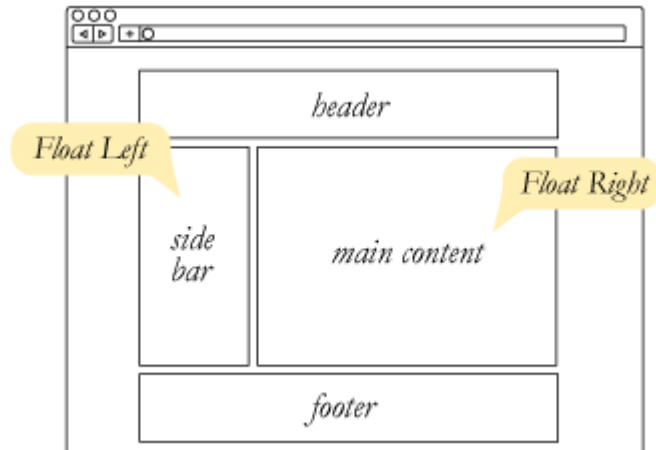 header
Float Left
Float Right
side
bar
main content
footer